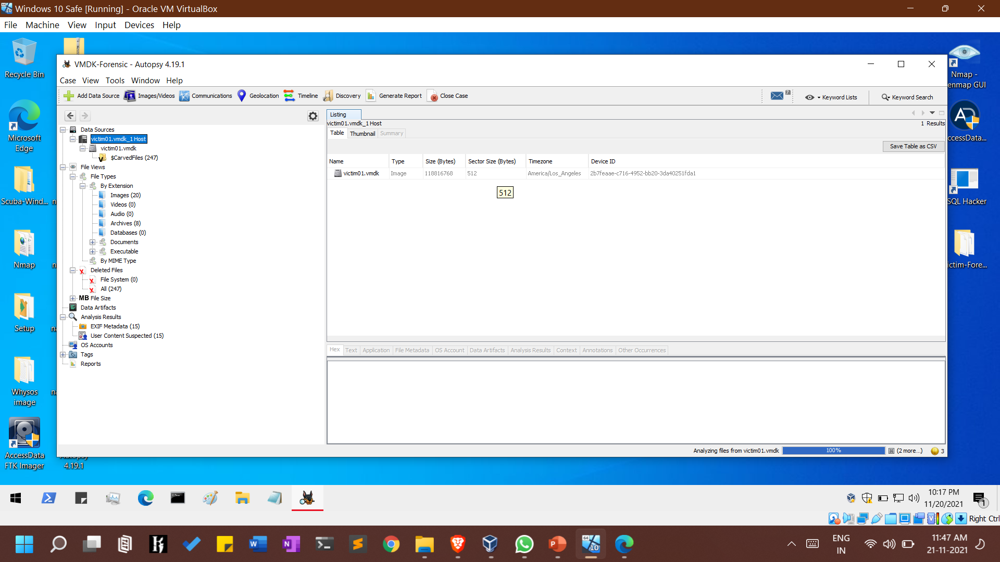 Windows 10 Safe [Running] - Oracle VM VirtualBox
File Machine View Input Devices Help
Recycle Bin
Microsoft Edge
Scuba-Wind...
Nmap
Setup
Whysos image
AccessData FTK Imager
4.19.1
VMDK-Forensic - Autopsy 4.19.1
Case View Tools Window Help
Add Data Source Images/Videos Communications Geolocation Timeline Discovery Generate Report Close Case
7 Keyword Lists Keyword Search
Data Sources
victim01.vmdk_1 Host
victim01.vmdk
$CarvedFiles (247)
File Views
File Types
By Extension
Images (20)
Videos (0)
Audio (0)
Archives (8)
Databases (0)
Documents
Executable
By MIME Type
Deleted Files
File System (0)
All (247)
MB File Size
Data Artifacts
Analysis Results
EXIF Metadata (15)
User Content Suspected (15)
OS Accounts
Tags
Reports
Listing
victim01.vmdk_1 Host 1 Results
Table Thumbnail Summary
Save Table as CSV
Name Type Size (Bytes) Sector Size (Bytes) Timezone Device ID
victim01.vmdk Image 118816768 512 America/Los_Angeles 2b7feaae-c716-4952-bb20-3da40251fda1
512
Hex Text Application File Metadata OS Account Data Artifacts Analysis Results Context Annotations Other Occurrences
Analyzing files from victim01.vmdk 100% (2 more...) 3
Nmap -
enmap GUI
ccessData...
SQL Hacker
ictim-Fore...
10:17 PM
11/20/2021
1
Right Ctrl
ENG
IN
11:47 AM
21-11-2021